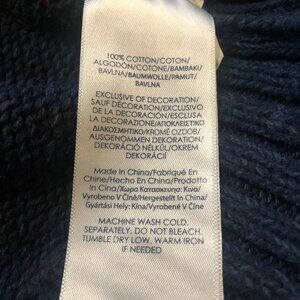 100% COTTON/COTON/
ALGODÓN/COTONE/BAMBAKI/
BAVLNA/BAUMWOLLE/PAMUT/
BAVLNA
EXCLUSIVE OF DECORATION/
SAUF DÉCORATION/EXCLUSIVO
DE LA DECORACIÓN/ESCLUSA
LA DECORAZIONE/ΑΠΟΚΛΕΙΣΤΙΚΟ
ΔΙΑΚΟΣΜΗΤΙΚΟ/KROMĚ OZDOB/
AUSGENOMMEN DEKORATION/
DEKORÁCIÓ NÉLKÜL/OKREM
DEKORÁCIÍ
Made In China/Fabriqué En
Chine/Hecho En China/Prodotto
In Cina/Χωρα Κατασκευης: Κινα/
Vyrobeno V Číně/Hergestellt In China/
Gyártási Hely: Kína/Vyrobené V Číne
MACHINE WASH COLD.
SEPARATELY, DO NOT BLEACH.
TUMBLE DRY LOW. WARM IRON
IF NEEDED